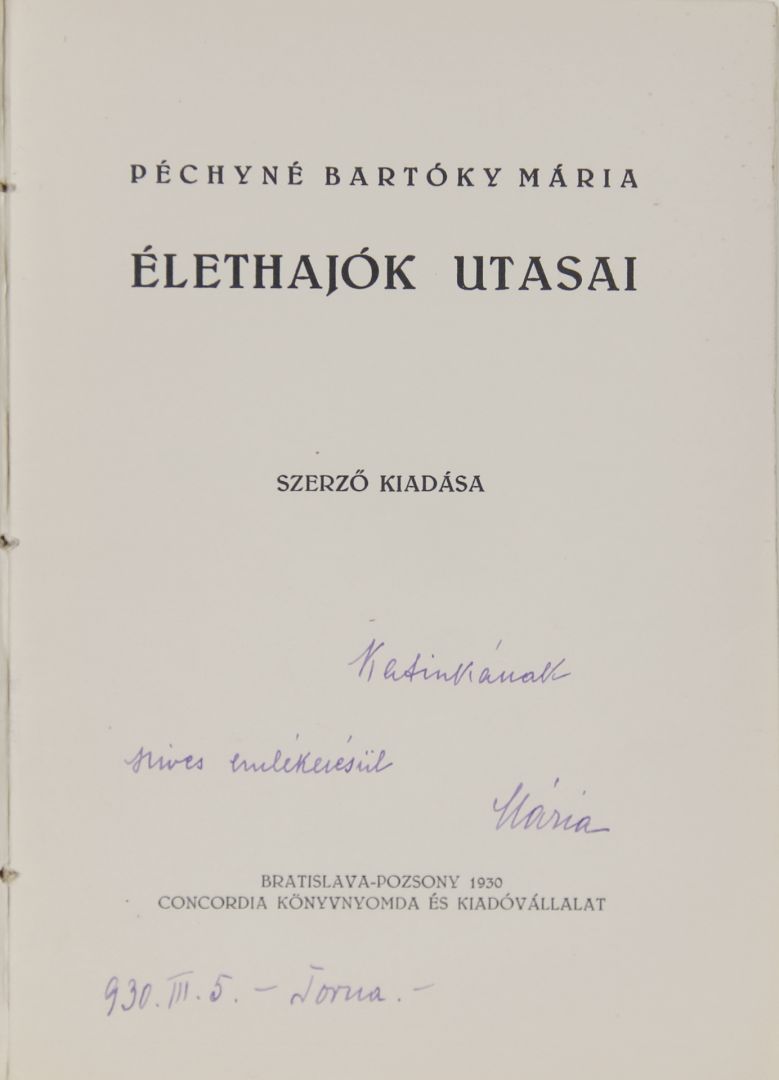 PÉCHYNÉ BARTÓKY MÁRIA
ÉLETHAJÓK UTASAI
SZERZŐ KIADÁSA
Katinkának
szives emlékezésül
Mária
BRATISLAVA-POZSONY 1930
CONCORDIA KÖNYVNYOMDA ÉS KIADÓVÁLLALAT
930. III. 5. — Torna. —